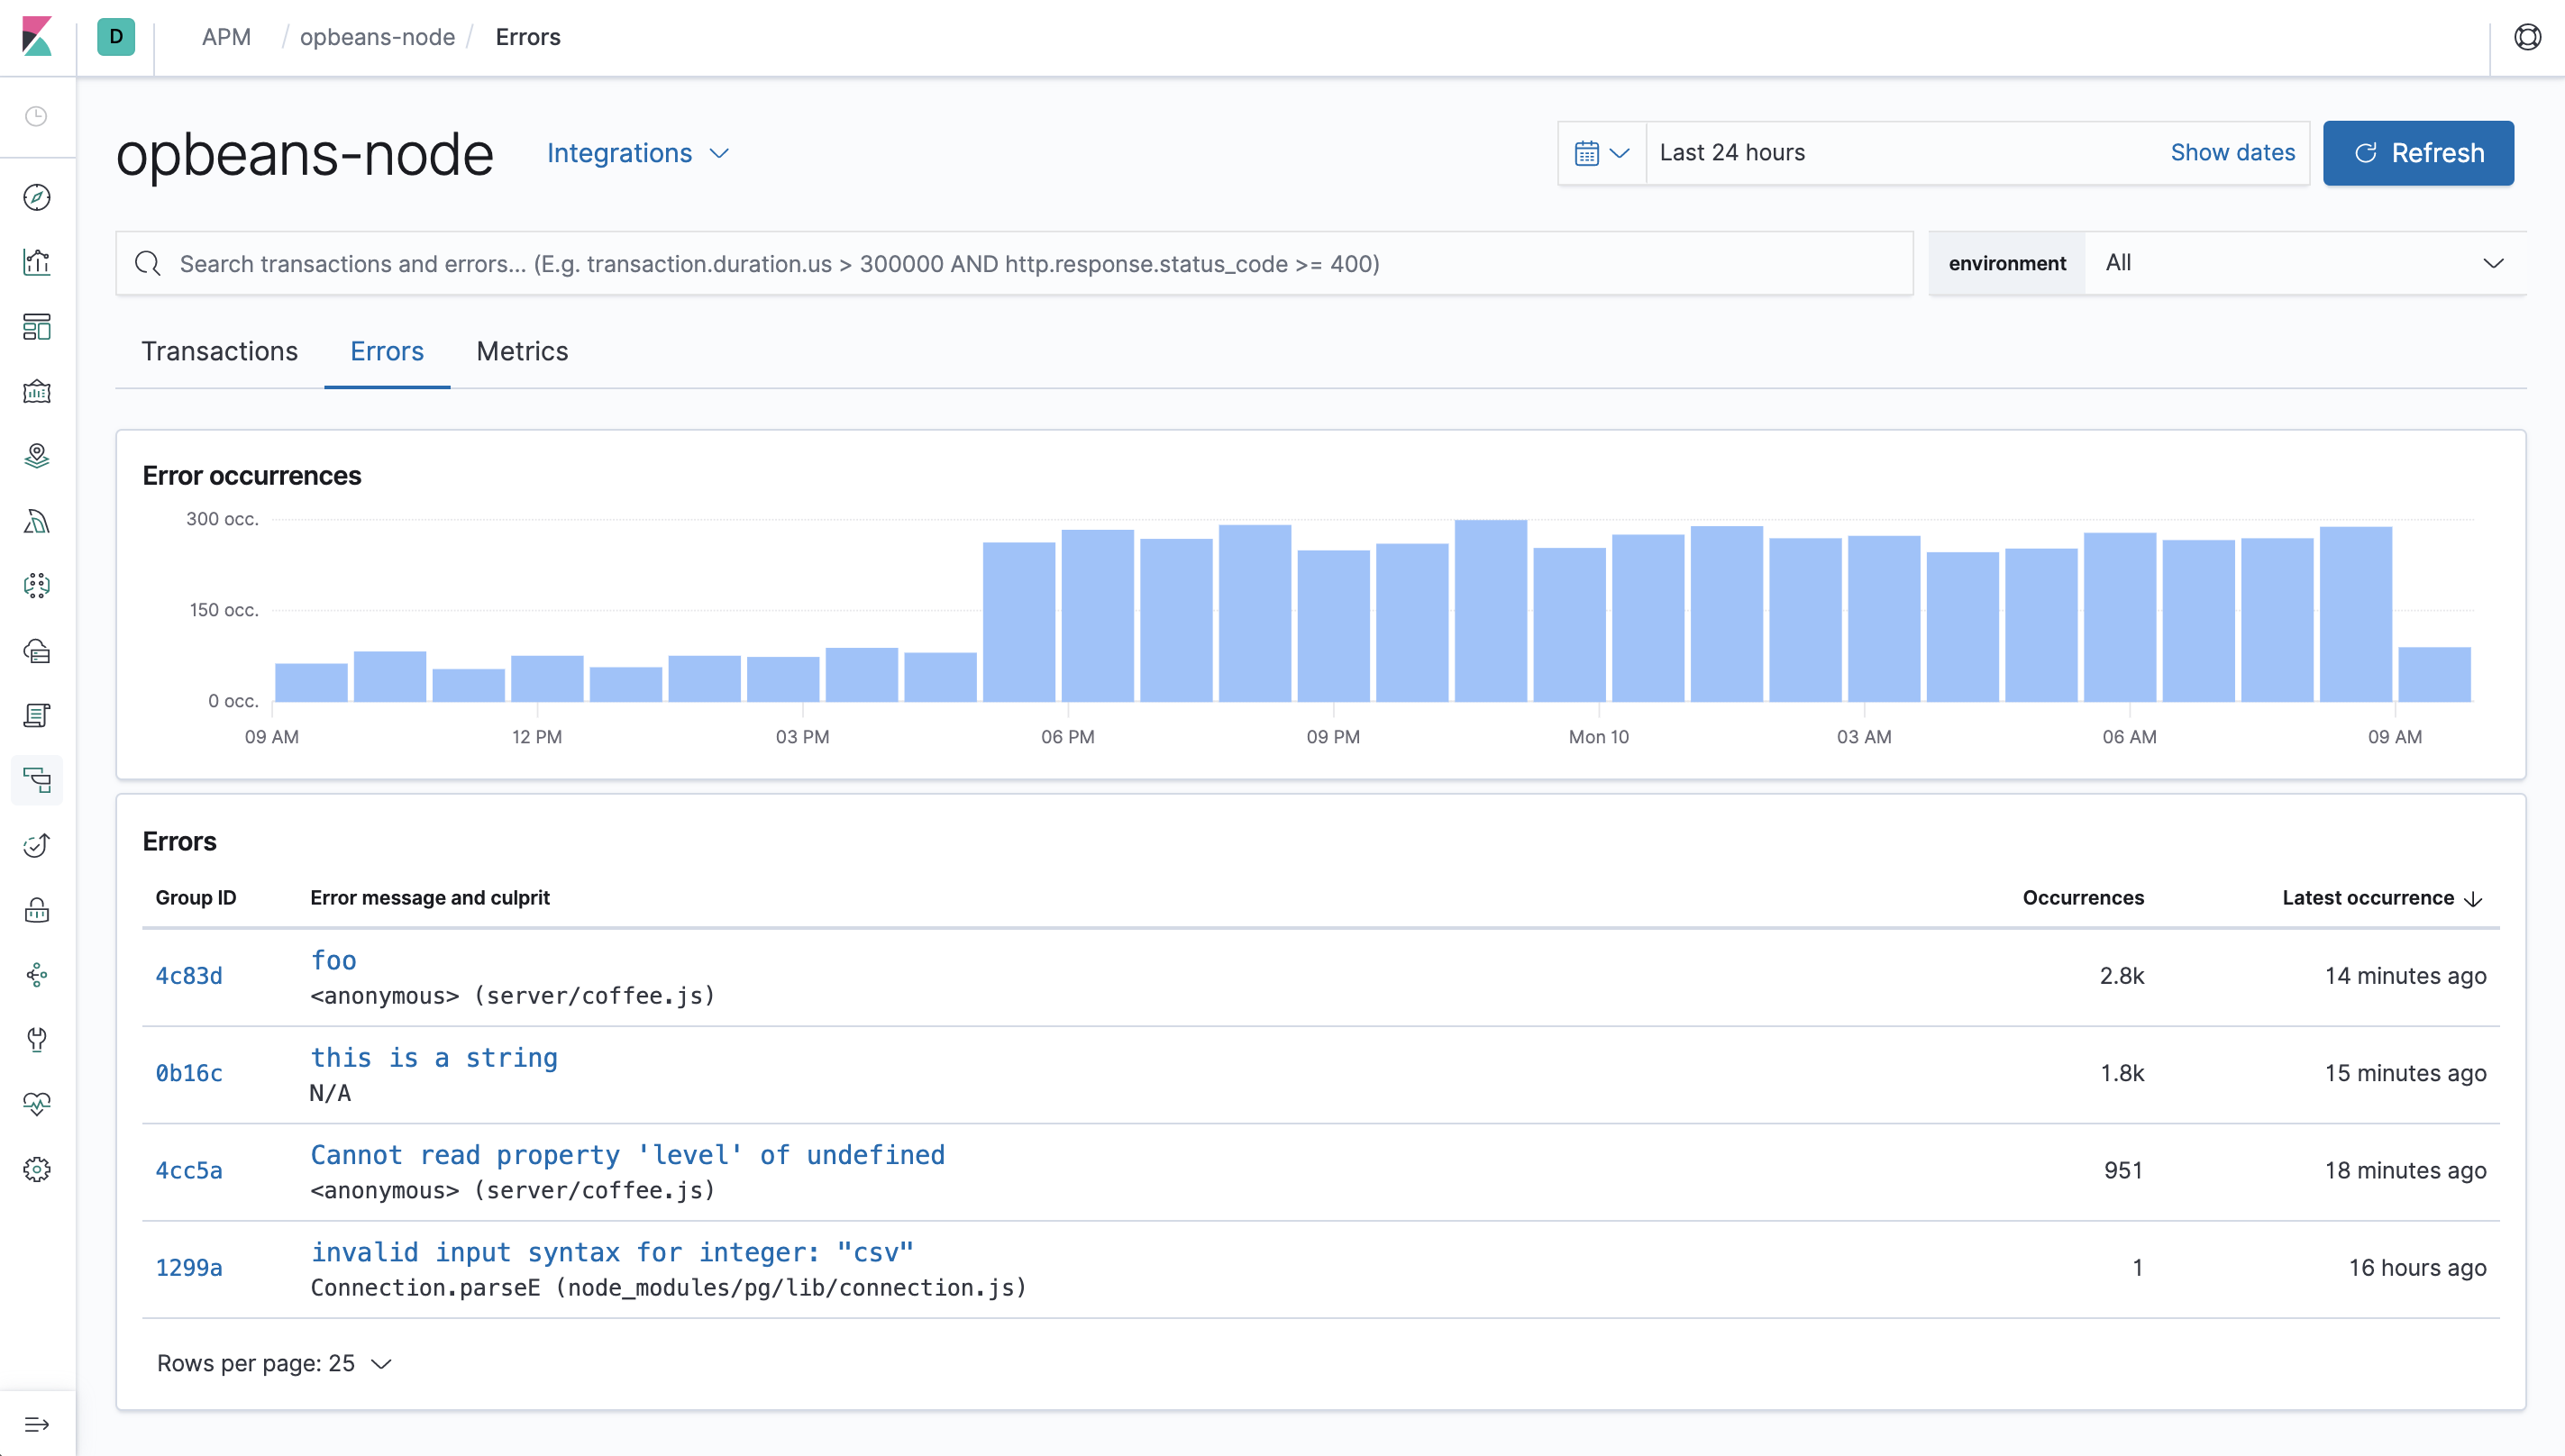 D APM / opbeans-node / Errors
opbeans-node Integrations Last 24 hours Show dates Refresh
Search transactions and errors... (E.g. transaction.duration.us > 300000 AND http.response.status_code >= 400) environment All
Transactions Errors Metrics
Error occurrences
300 occ.
150 occ.
0 occ.
09 AM 12 PM 03 PM 06 PM 09 PM Mon 10 03 AM 06 AM 09 AM
Errors
Group ID Error message and culprit Occurrences Latest occurrence
4c83d foo 2.8k 14 minutes ago
<anonymous> (server/coffee.js)
0b16c this is a string 1.8k 15 minutes ago
N/A
4cc5a Cannot read property 'level' of undefined 951 18 minutes ago
<anonymous> (server/coffee.js)
1299a invalid input syntax for integer: "csv" 1 16 hours ago
Connection.parseE (node_modules/pg/lib/connection.js)
Rows per page: 25